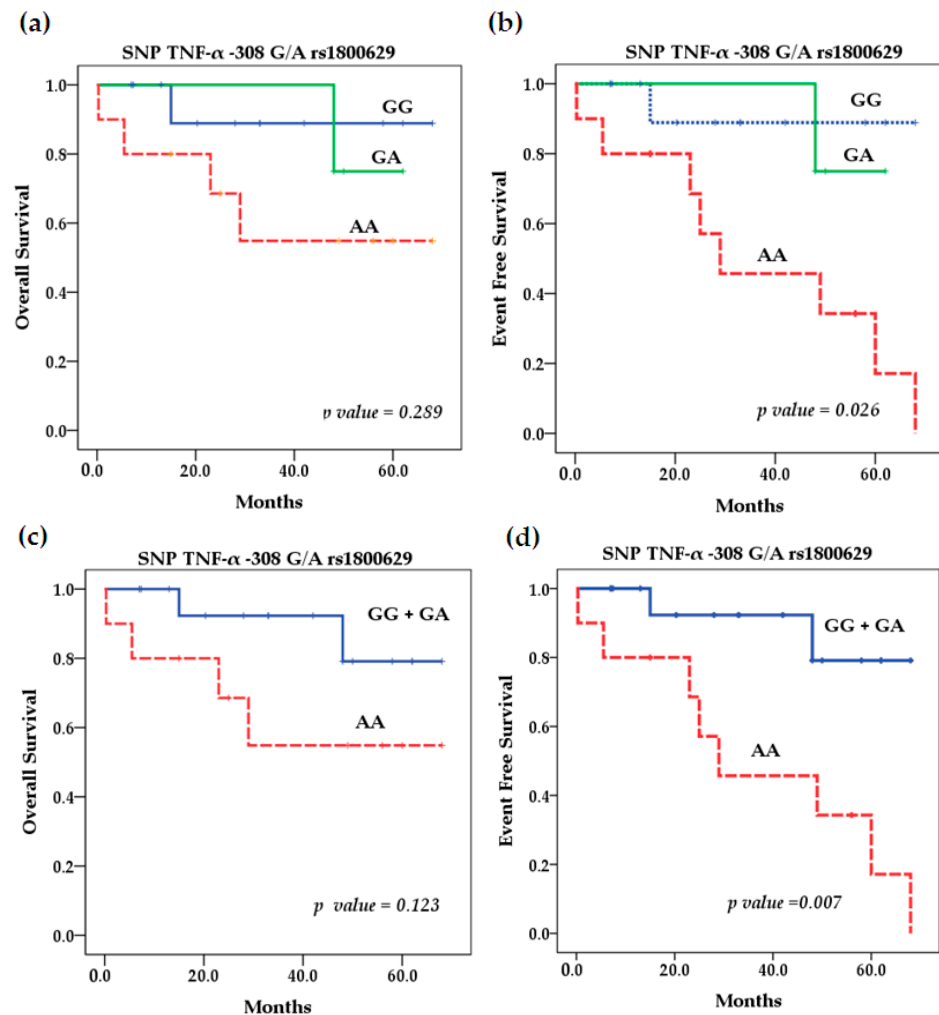 (a)
SNP TNF-α -308 G/A rs1800629
Overall Survival
1.0
0.8
0.6
0.4
0.2
0.0
GG
GA
AA
p value = 0.289
0.0 20.0 40.0 60.0
Months
(b)
SNP TNF-α -308 G/A rs1800629
Event Free Survival
1.0
0.8
0.6
0.4
0.2
0.0
GG
GA
AA
p value = 0.026
0.0 20.0 40.0 60.0
Months
(c)
SNP TNF-α -308 G/A rs1800629
Overall Survival
1.0
0.8
0.6
0.4
0.2
0.0
GG + GA
AA
p value = 0.123
0.0 20.0 40.0 60.0
Months
(d)
SNP TNF-α -308 G/A rs1800629
Event Free Survival
1.0
0.8
0.6
0.4
0.2
0.0
GG + GA
AA
p value =0.007
0.0 20.0 40.0 60.0
Months